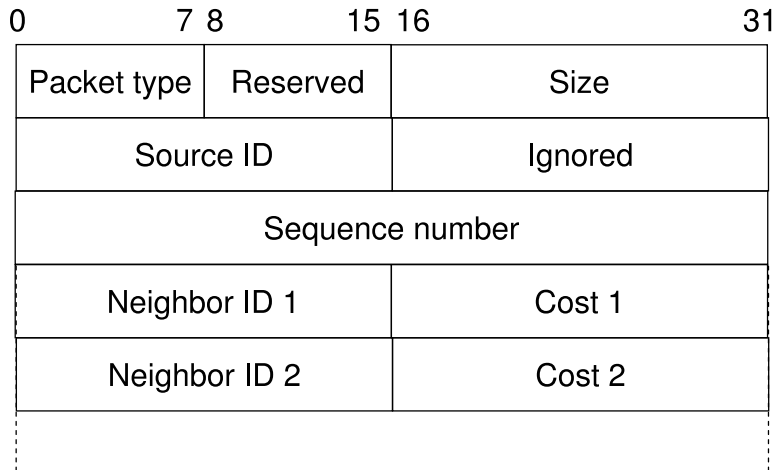 0 7 8 15 16 31
Packet type Reserved Size
Source ID Ignored
Sequence number
Neighbor ID 1 Cost 1
Neighbor ID 2 Cost 2